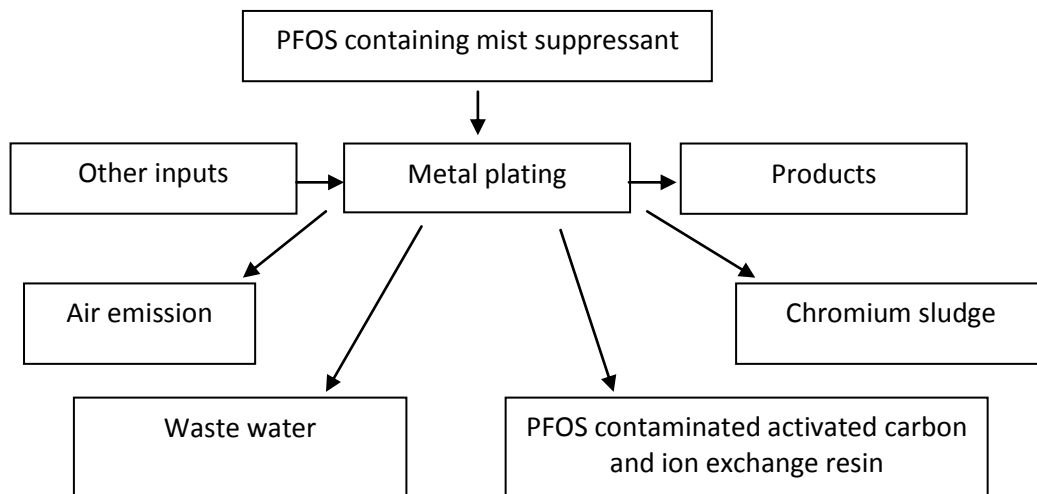 PFOS containing mist suppressant
Other inputs
Metal plating
Products
Air emission
Chromium sludge
Waste water
PFOS contaminated activated carbon
and ion exchange resin